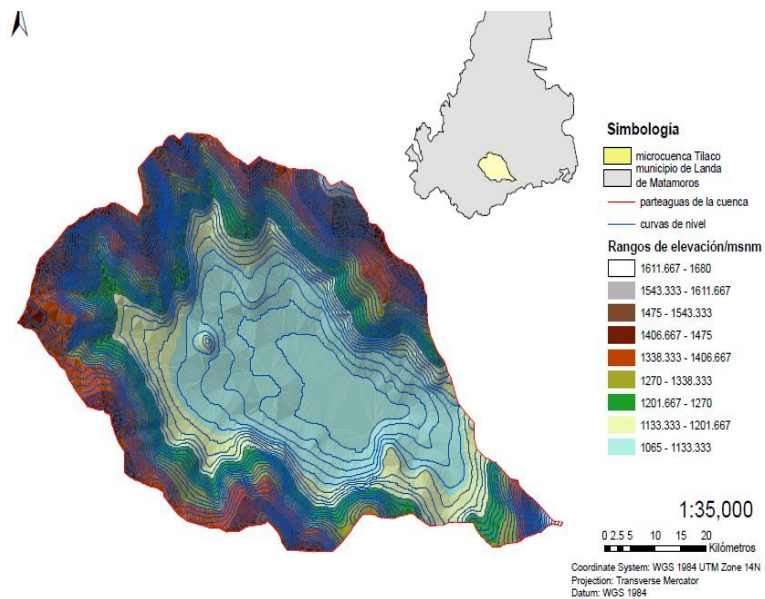 Simbología
microcuenca Tilaco
municipio de Landa
de Matamoros
parteaguas de la cuenca
curvas de nivel
Rangos de elevación/msnm
1611.667 - 1680
1543.333 - 1611.667
1475 - 1543.333
1406.667 - 1475
1338.333 - 1406.667
1270 - 1338.333
1201.667 - 1270
1133.333 - 1201.667
1065 - 1133.333
1:35,000
0 2.5 5 10 15 20
Kilómetros
Coordinate System: WGS 1984 UTM Zone 14N
Projection: Transverse Mercator
Datum: WGS 1984